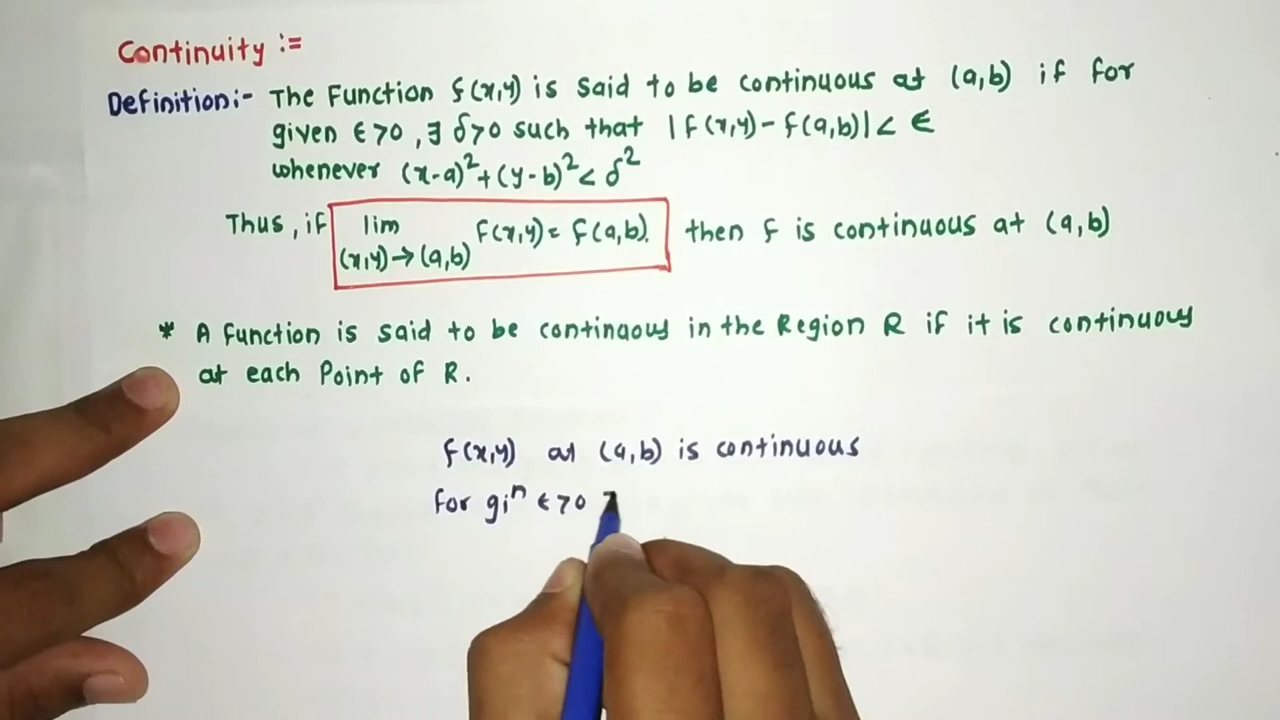 Continuity :=
Definition:- The Function f(x,y) is said to be continuous at (a,b) if for
given ϵ>0, ∃ δ>0 such that |f(x,y)-f(a,b)|< ϵ
whenever (x-a)²+(y-b)²< δ²
Thus, if lim f(x,y)= f(a,b). then f is continuous at (a,b)
(x,y)→(a,b)
* A function is said to be continuous in the Region R if it is continuous
at each Point of R.
f(x,y) at (a,b) is continuous
for giⁿ ϵ>0